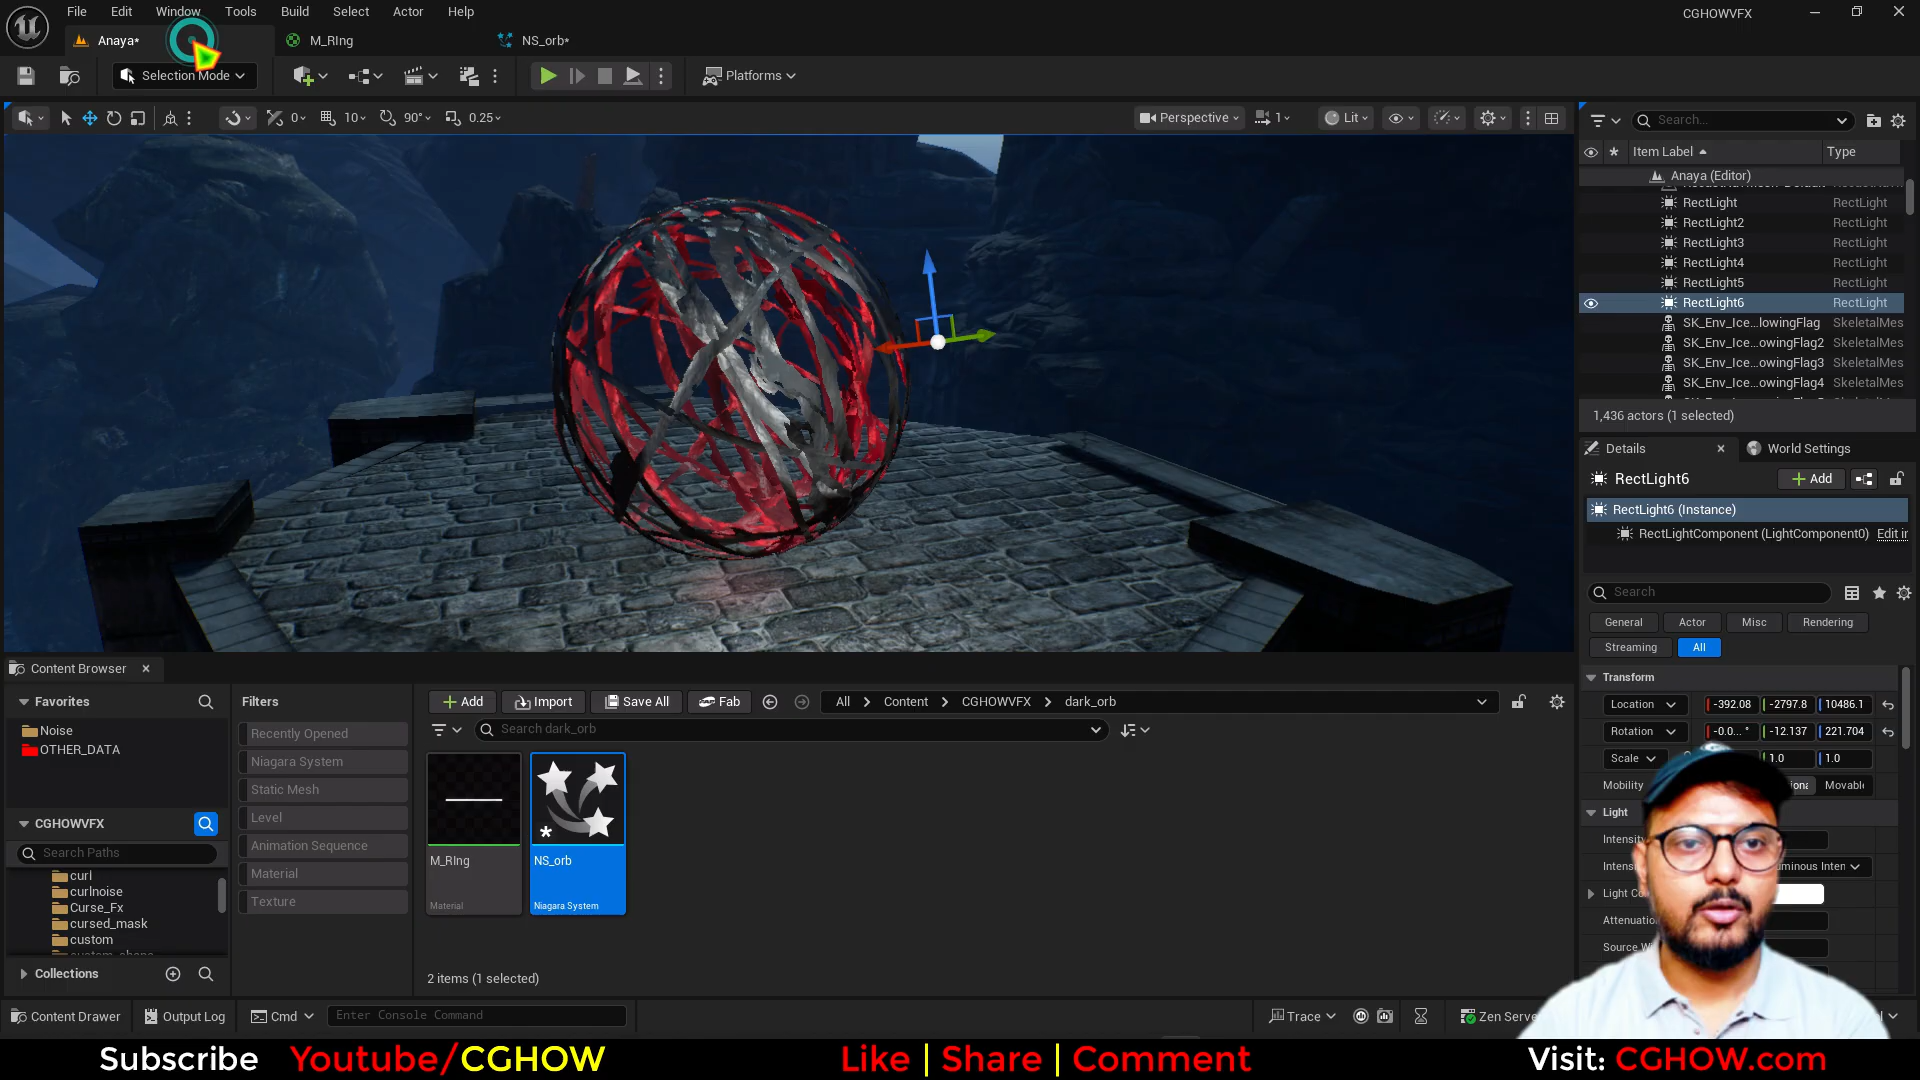 File Edit Window Tools Build Select Actor Help
CGHOWVFX
Anaya*
M_RIng
NS_orb*
Selection Mode
Platforms
0
10
90°
0.25
Perspective
1
Lit
Search...
Item Label
Type
Anaya (Editor)
RectLight RectLight
RectLight2 RectLight
RectLight3 RectLight
RectLight4 RectLight
RectLight5 RectLight
RectLight6 RectLight
SK_Env_Ice...lowingFlag SkeletalMes
SK_Env_Ice...owingFlag2 SkeletalMes
SK_Env_Ice...owingFlag3 SkeletalMes
SK_Env_Ice...owingFlag4 SkeletalMes
1,436 actors (1 selected)
Details
World Settings
RectLight6
Add
RectLight6 (Instance)
RectLightComponent (LightComponent0) Edit in
Search
General Actor Misc Rendering
Streaming All
Transform
Location -392.08 -2797.8 10486.1
Rotation -0.0... ° -12.137 221.704
Scale 1.0 1.0
Mobility Movable
Light
Intensity
Content Browser
Favorites
Noise
OTHER_DATA
CGHOWVFX
Search Paths
curl
curlnoise
Curse_Fx
cursed_mask
custom
Collections
Filters
Recently Opened
Niagara System
Static Mesh
Level
Animation Sequence
Material
Texture
Add Import Save All Fab All Content CGHOWVFX dark_orb
Search dark_orb
M_RIng
Material
NS_orb
Niagara System
2 items (1 selected)
Content Drawer Output Log Cmd Enter Console Command
Trace
Zen Serve
Subscribe Youtube/CGHOW Like | Share | Comment Visit: CGHOW.com